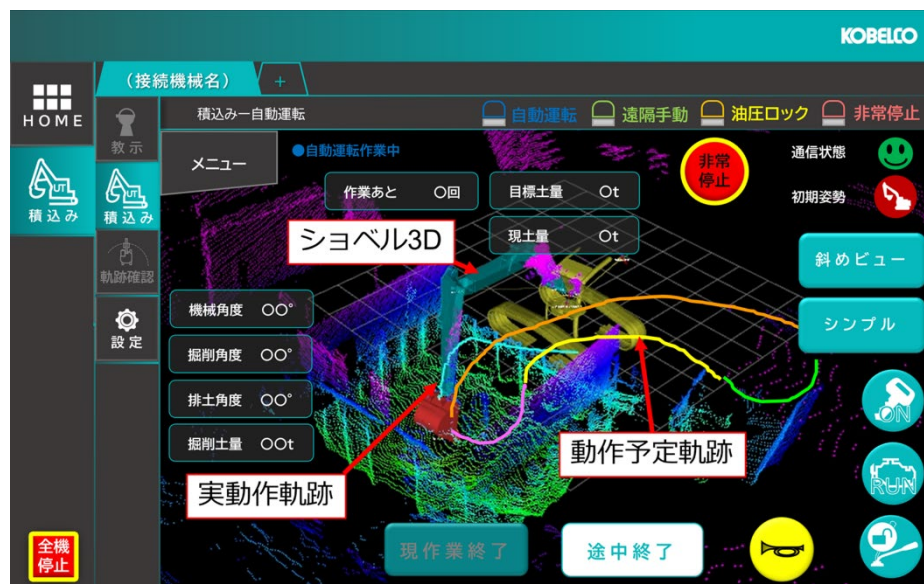 KOBELCO
HOME
(接続機械名)
+
積込みー自動運転
自動運転
遠隔手動
油圧ロック
非常停止
教示
メニュー
●自動運転作業中
作業あと 〇回
目標土量 〇t
現土量 〇t
非常
停止
通信状態
初期姿勢
UT
積込み
UT
積込み
ショベル3D
斜めビュー
軌跡確認
シンプル
設定
機械角度 〇〇°
掘削角度 〇〇°
排土角度 〇〇°
掘削土量 〇〇t
ON
動作予定軌跡
RUN
実動作軌跡
全機
停止
現作業終了
途中終了
?